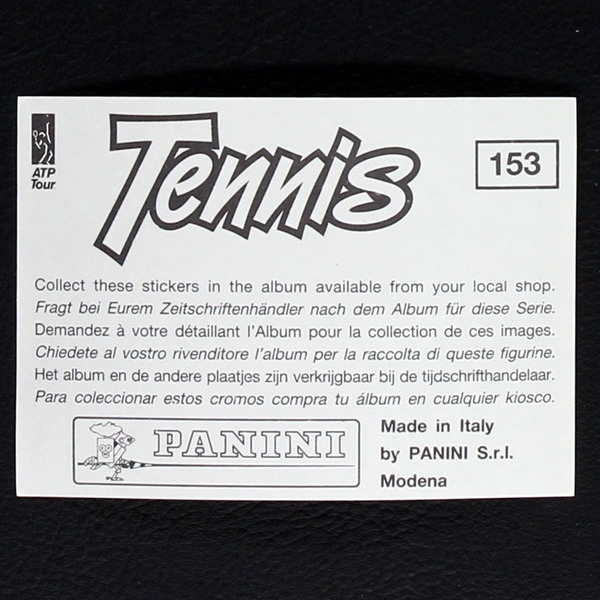 ATP
Tour
Tennis
153
Collect these stickers in the album available from your local shop.
Fragt bei Eurem Zeitschriftenhändler nach dem Album für diese Serie.
Demandez à votre détaillant l'Album pour la collection de ces images.
Chiedete al vostro rivenditore l'album per la raccolta di queste figurine.
Het album en de andere plaatjes zijn verkrijgbaar bij de tijdschrifthandelaar.
Para coleccionar estos cromos compra tu álbum en cualquier kiosco.
PANINI
Made in Italy
by PANINI S.r.l.
Modena